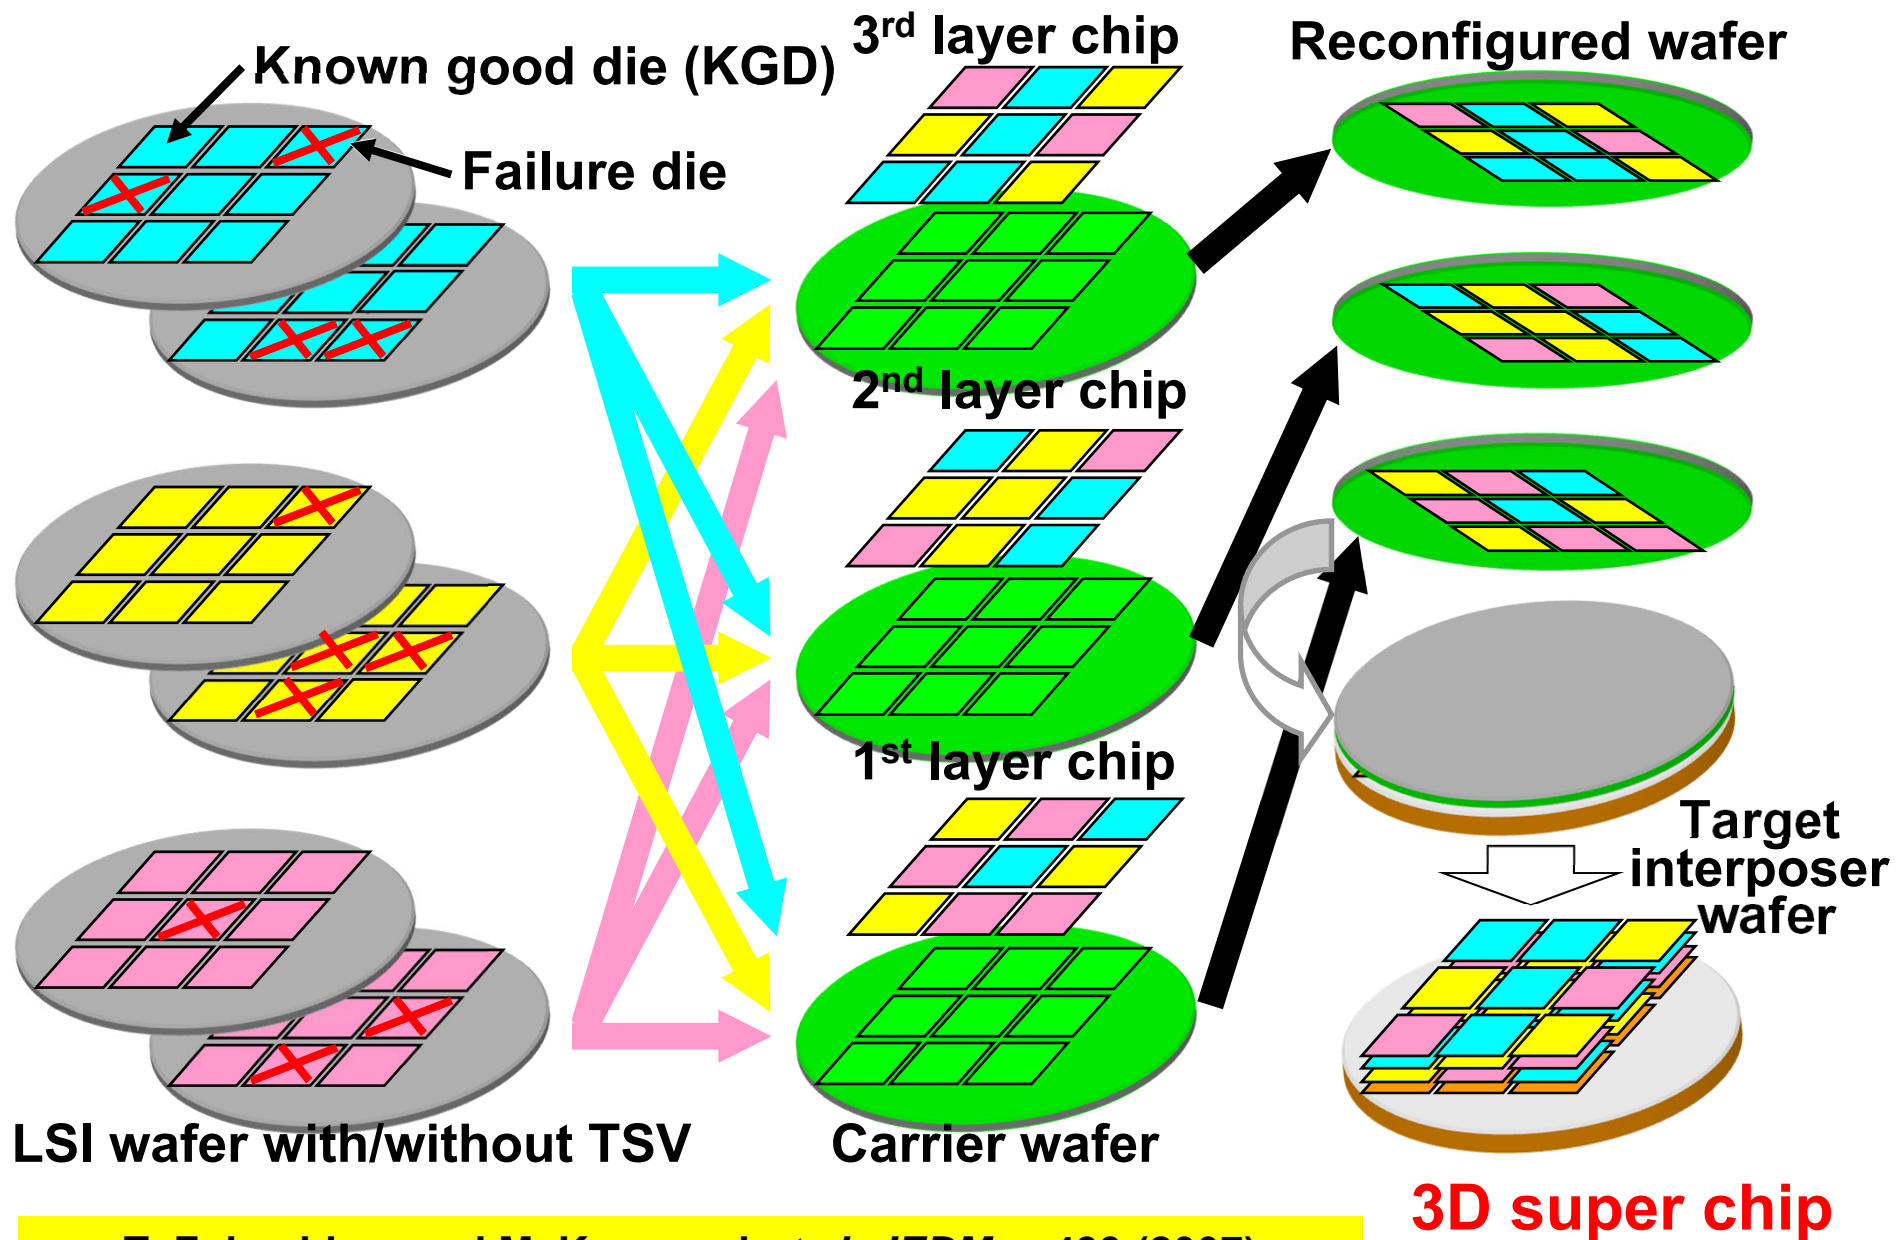 Known good die (KGD)
Failure die
3rd layer chip
Reconfigured wafer
2nd layer chip
1st layer chip
Target
interposer
wafer
LSI wafer with/without TSV
Carrier wafer
3D super chip